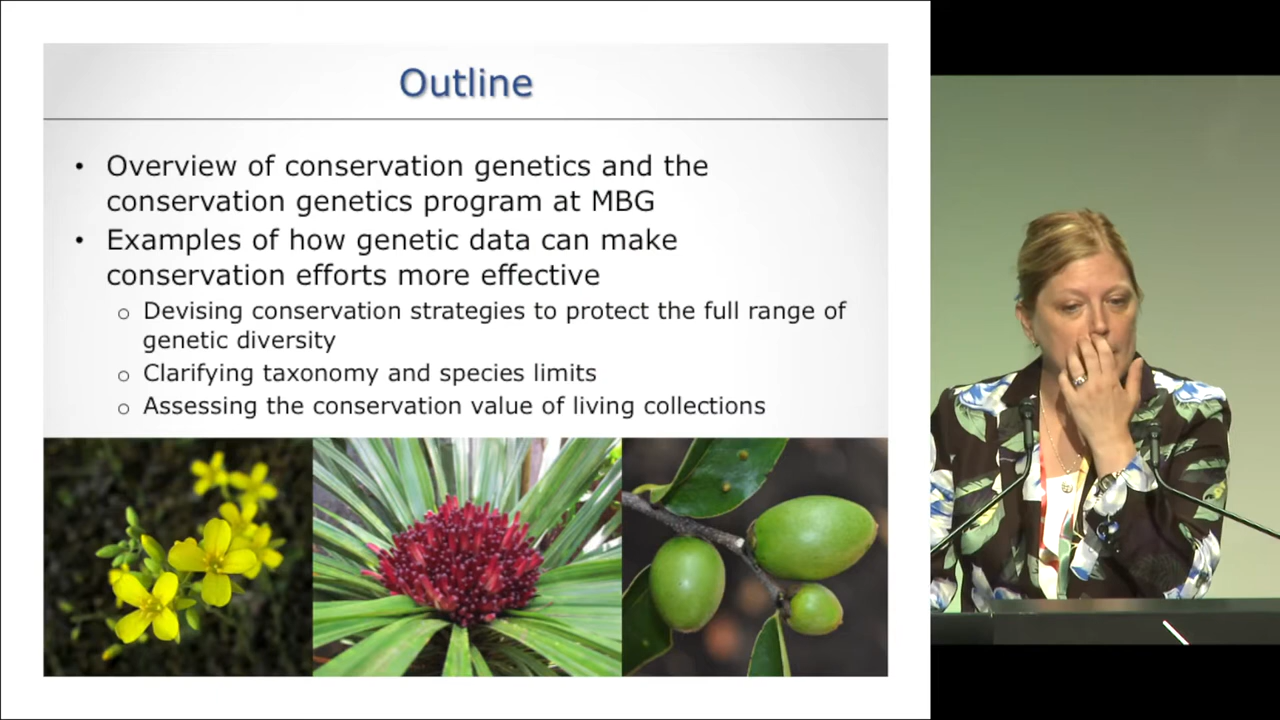 Outline
• Overview of conservation genetics and the
conservation genetics program at MBG
• Examples of how genetic data can make
conservation efforts more effective
o Devising conservation strategies to protect the full range of
genetic diversity
o Clarifying taxonomy and species limits
o Assessing the conservation value of living collections